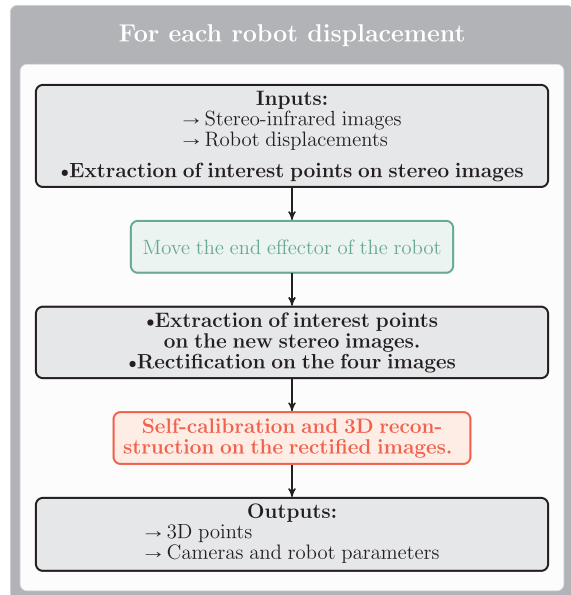 For each robot displacement
Inputs:
→ Stereo-infrared images
→ Robot displacements
•Extraction of interest points on stereo images
Move the end effector of the robot
•Extraction of interest points
on the new stereo images.
•Rectification on the four images
Self-calibration and 3D recon-
struction on the rectified images.
Outputs:
→ 3D points
→ Cameras and robot parameters